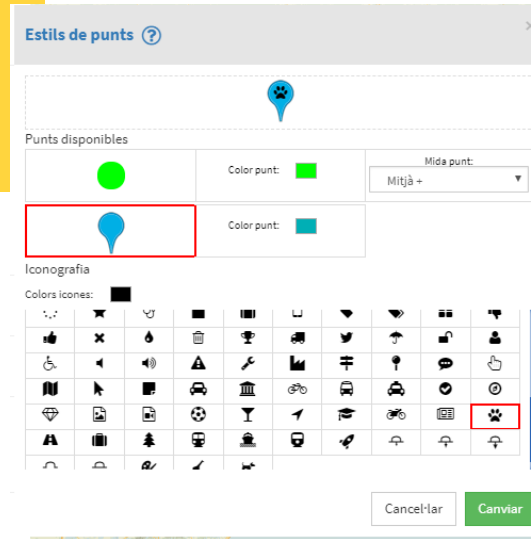 Estils de punts ?
×
Punts disponibles
Color punt:
Mida punt:
Mitjà +
Color punt:
Iconografia
Colors icones:
Cancel·lar
Canviar